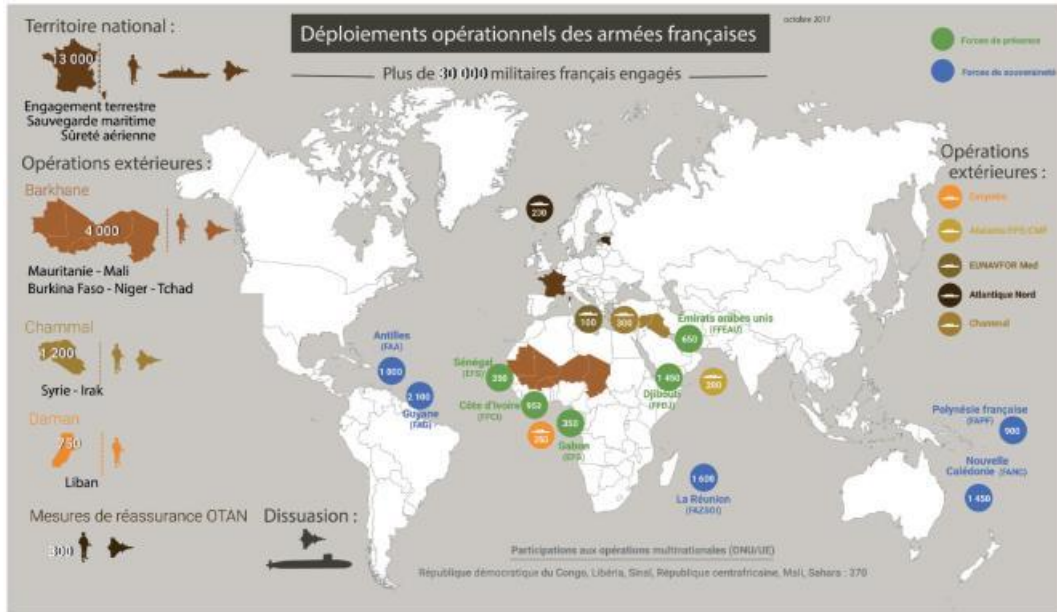 octobre 2017
Déploiements opérationnels des armées françaises
Plus de 30 000 militaires français engagés
Territoire national :
13 000
Engagement terrestre
Sauvegarde maritime
Sûreté aérienne
Opérations extérieures :
Barkhane
4 000
Mauritanie - Mali
Burkina Faso - Niger - Tchad
Chammal
1 200
Syrie - Irak
Daman
750
Liban
Mesures de réassurance OTAN
300
Dissuasion :
Forces de présence
Forces de souveraineté
Opérations
extérieures :
Corymbe
EUNAVFOR Med
Atlantique Nord
Chammal
200
100
300
Émirats arabes unis
(FFEAU)
650
Antilles
(FAA)
1 000
2 100
Guyane
(FAG)
Sénégal
(EFS)
350
Côte d'Ivoire
(FFCI)
950
350
350
Gabon
(EFG)
1 450
Djibouti
(FFDJ)
200
1 600
La Réunion
(FAZSOI)
Polynésie française
(FAPF)
900
Nouvelle
Calédonie (FANC)
1 450
Participations aux opérations multinationales (ONU/UE)
République démocratique du Congo, Libéria, Sinaï, République centrafricaine, Mali, Sahara : 270